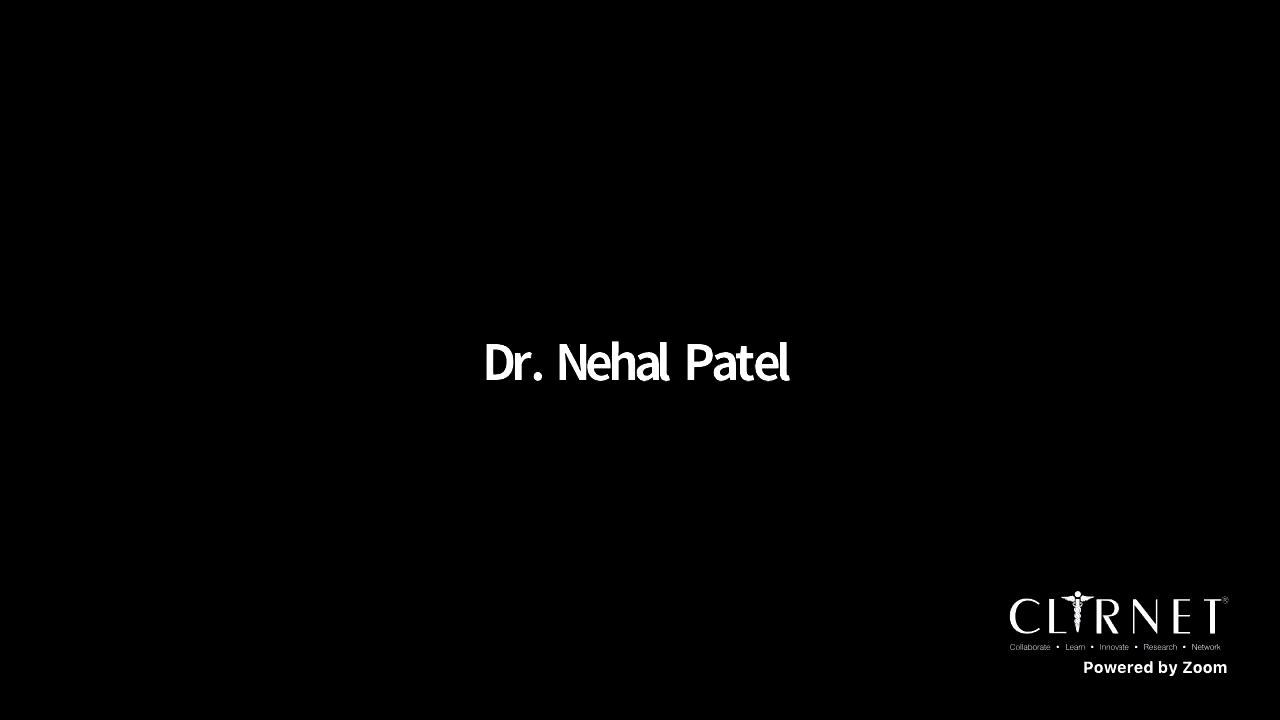 Dr. Nehal Patel
CLIRNET®
Collaborate • Learn • Innovate • Research • Network
Powered by Zoom